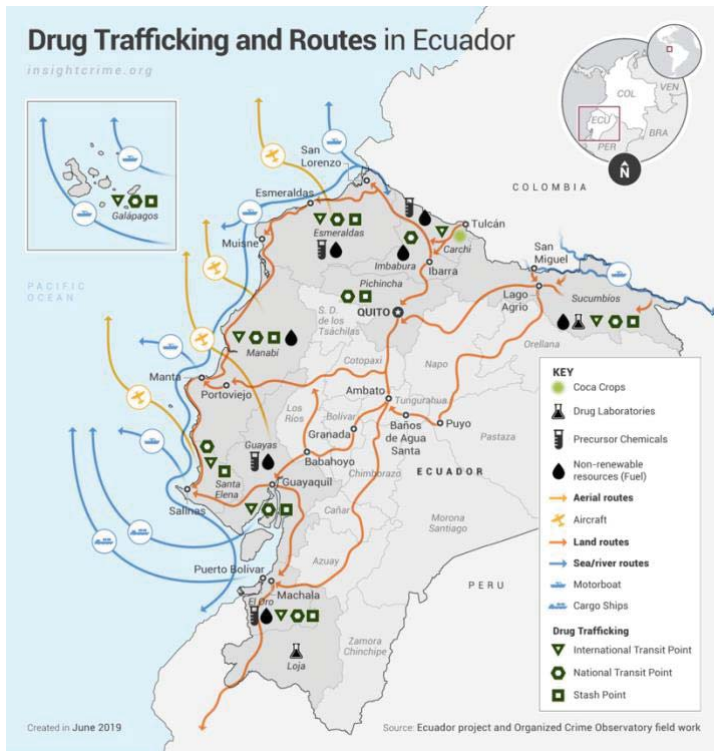 Drug Trafficking and Routes in Ecuador
insightcrime.org
COL
VEN
ECU
PER
BRA
N
COLOMBIA
San
Lorenzo
Esmeraldas
Galápagos
Tulcán
Esmeraldas
Carchi
Muisne
San
Miguel
Imbabura
Ibarra
PACIFIC
OCEAN
Pichincha
Lago
Agrio
Sucumbios
S. D.
de los
Tsáchilas
QUITO
Orellana
Manabí
Cotopaxi
Napo
Manta
Portoviejo
Ambato
Tungurahua
Los
Ríos
Bolívar
Baños
de Agua
Santa
Puyo
Granada
Pastaza
Guayas
Babahoyo
Chimborazo
ECUADOR
Santa
Elena
Guayaquil
Salinas
Cañar
Morona
Santiago
Azuay
Puerto Bolivar
PERU
Machala
El Oro
Zamora
Chinchipe
Loja
KEY
Coca Crops
Drug Laboratories
Precursor Chemicals
Non-renewable
resources (Fuel)
Aerial routes
Aircraft
Land routes
Sea/river routes
Motorboat
Cargo Ships
Drug Trafficking
International Transit Point
National Transit Point
Stash Point
Created in June 2019
Source: Ecuador project and Organized Crime Observatory field work